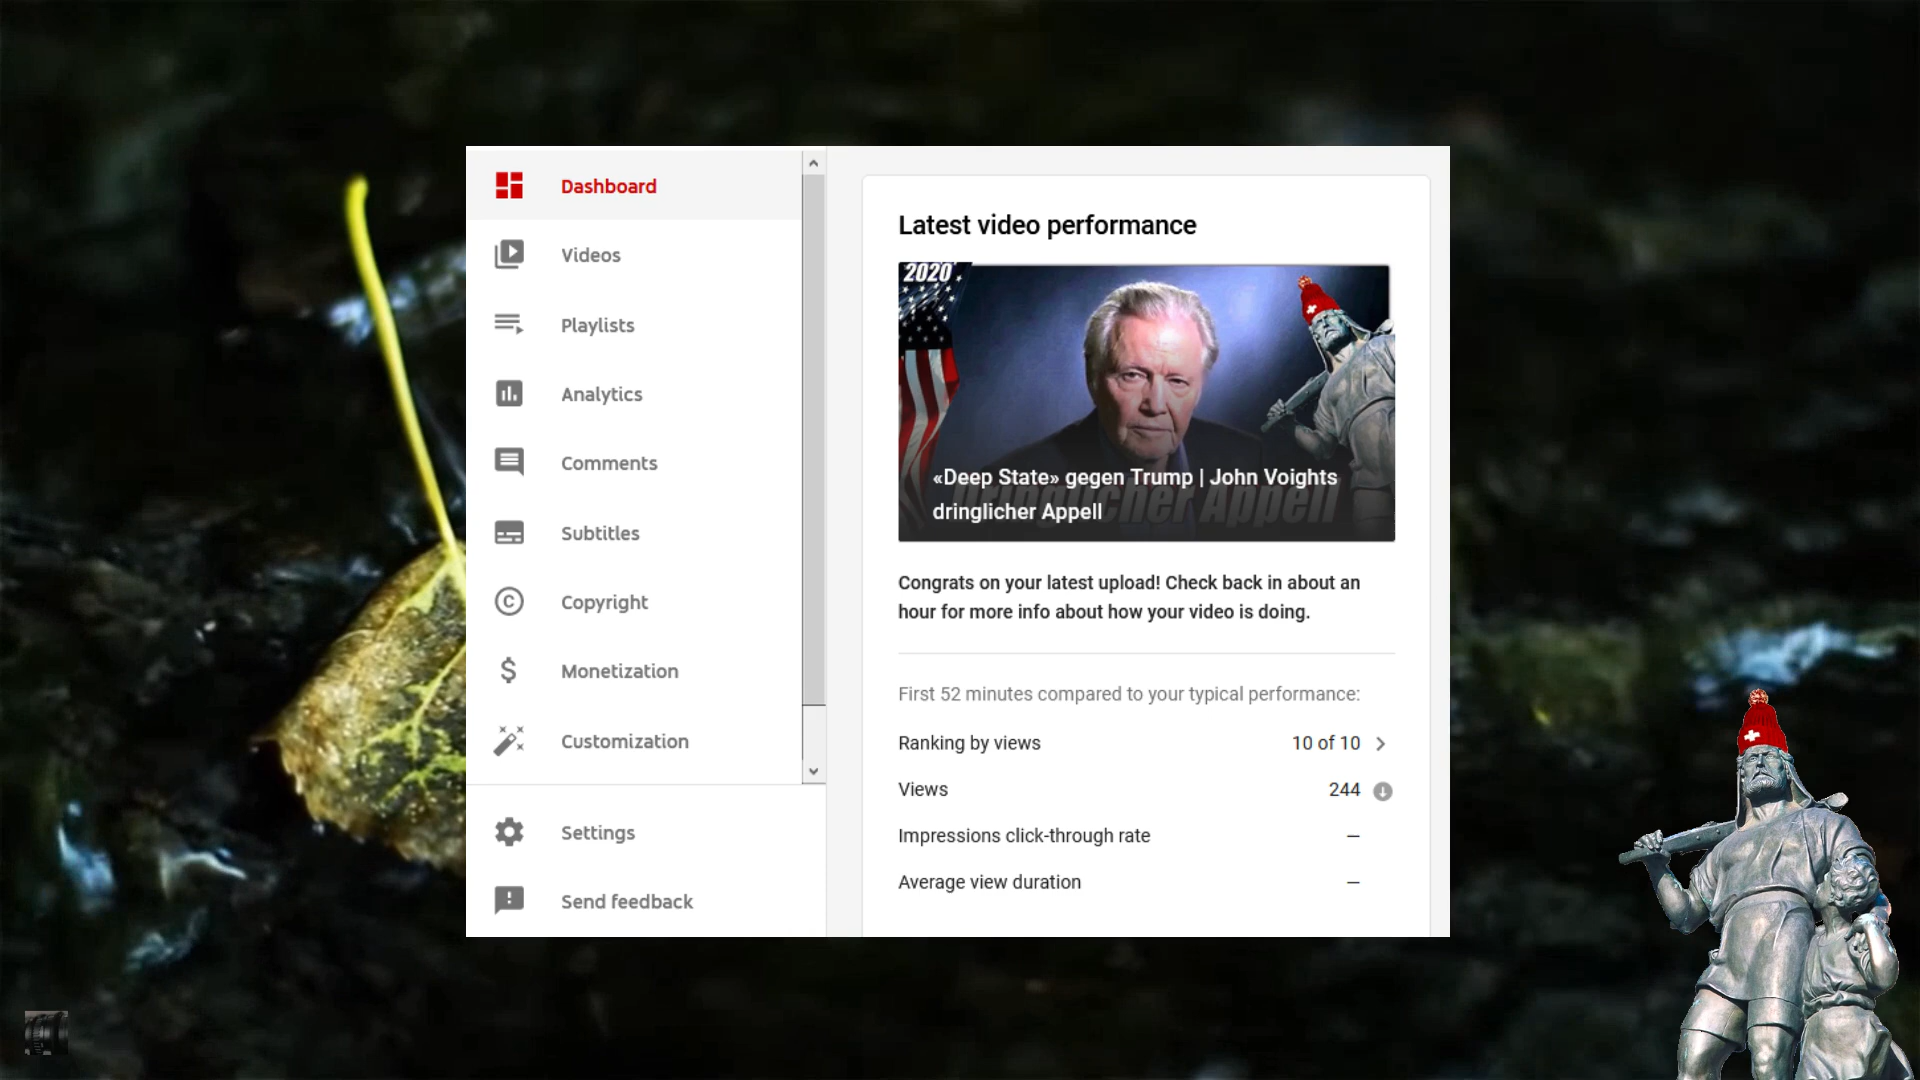 Dashboard
Videos
Playlists
Analytics
Comments
Subtitles
Copyright
Monetization
Customization
Settings
Send feedback
Latest video performance
2020
«Deep State» gegen Trump | John Voights
dringlicher Appell
dringlicher Appell
Congrats on your latest upload! Check back in about an
hour for more info about how your video is doing.
First 52 minutes compared to your typical performance:
Ranking by views 10 of 10
Views 244
Impressions click-through rate –
Average view duration –